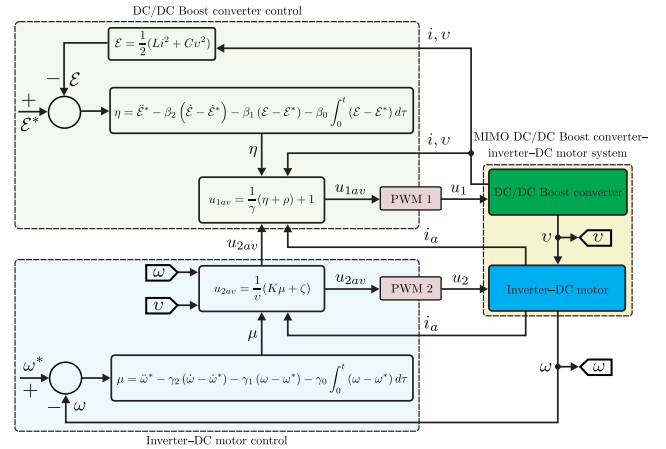 DC/DC Boost converter control
ℰ = 1/2 (Li² + Cv²)
i, v
− ℰ
+
ℰ*
η = ℰ̈* − β₂ (ℰ̇ − ℰ̇*) − β₁ (ℰ − ℰ*) − β₀ ∫₀ᵗ (ℰ − ℰ*) dτ
i, v
MIMO DC/DC Boost converter–
inverter–DC motor system
η
u₁ₐᵥ = 1/γ (η + ρ) + 1
u₁ₐᵥ
PWM 1
u₁
DC/DC Boost converter
υ
υ
u₂ₐᵥ
iₐ
ω
υ
u₂ₐᵥ = 1/υ (Kμ + ζ)
u₂ₐᵥ
PWM 2
u₂
Inverter–DC motor
iₐ
μ
ω*
+
μ = ω̈* − γ₂ (ω̇ − ω̇*) − γ₁ (ω − ω*) − γ₀ ∫₀ᵗ (ω − ω*) dτ
ω
ω
− ω
Inverter–DC motor control